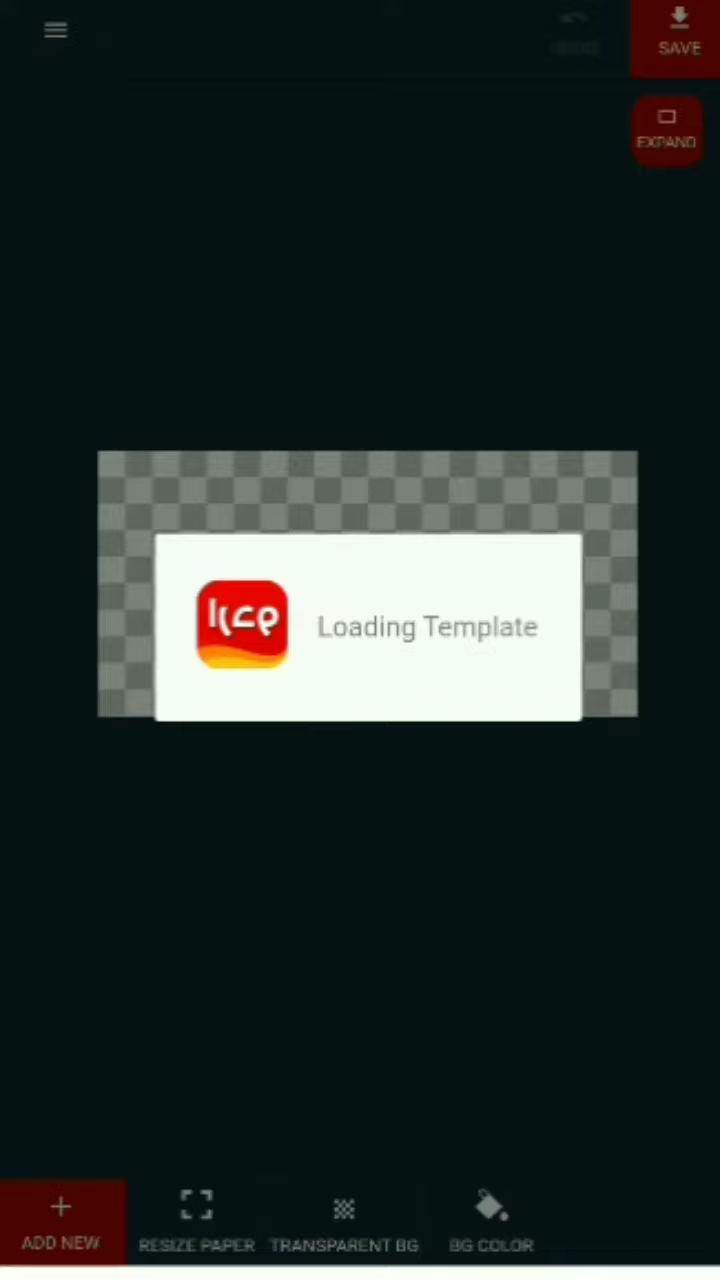 SAVE
EXPAND
Loading Template
ADD NEW
RESIZE PAPER
TRANSPARENT BG
BG COLOR